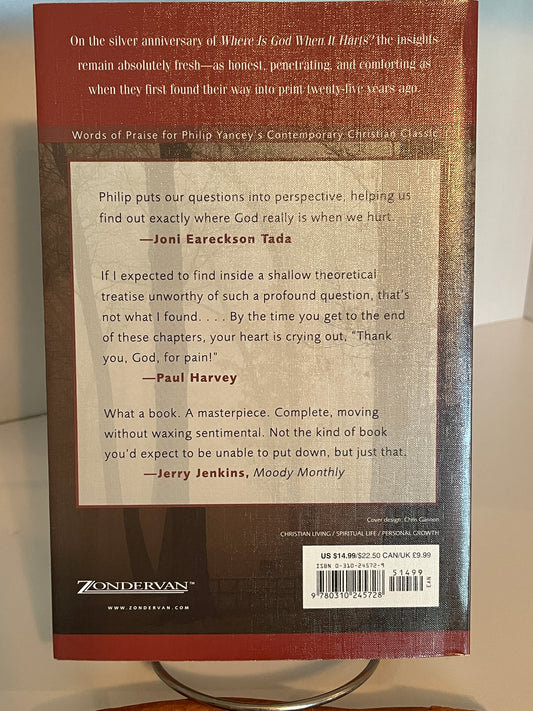 On the silver anniversary of Where Is God When It Hurts? the insights
remain absolutely fresh—as honest, penetrating, and comforting as
when they first found their way into print twenty-five years ago.
Words of Praise for Philip Yancey's Contemporary Christian Classic
Philip puts our questions into perspective, helping us
find out exactly where God really is when we hurt.
—Joni Eareckson Tada
If I expected to find inside a shallow theoretical
treatise unworthy of such a profound question, that's
not what I found. . . . By the time you get to the end
of these chapters, your heart is crying out, "Thank
you, God, for pain!"
—Paul Harvey
What a book. A masterpiece. Complete, moving
without waxing sentimental. Not the kind of book
you'd expect to be unable to put down, but just that.
—Jerry Jenkins, Moody Monthly
Cover design: Chris Gannon
CHRISTIAN LIVING / SPIRITUAL LIFE / PERSONAL GROWTH
US $14.99/$22.50 CAN/UK £9.99
ISBN 0-310-24572-9
51499
EAN
9 780310 245728
ZONDERVAN™
WWW.ZONDERVAN.COM